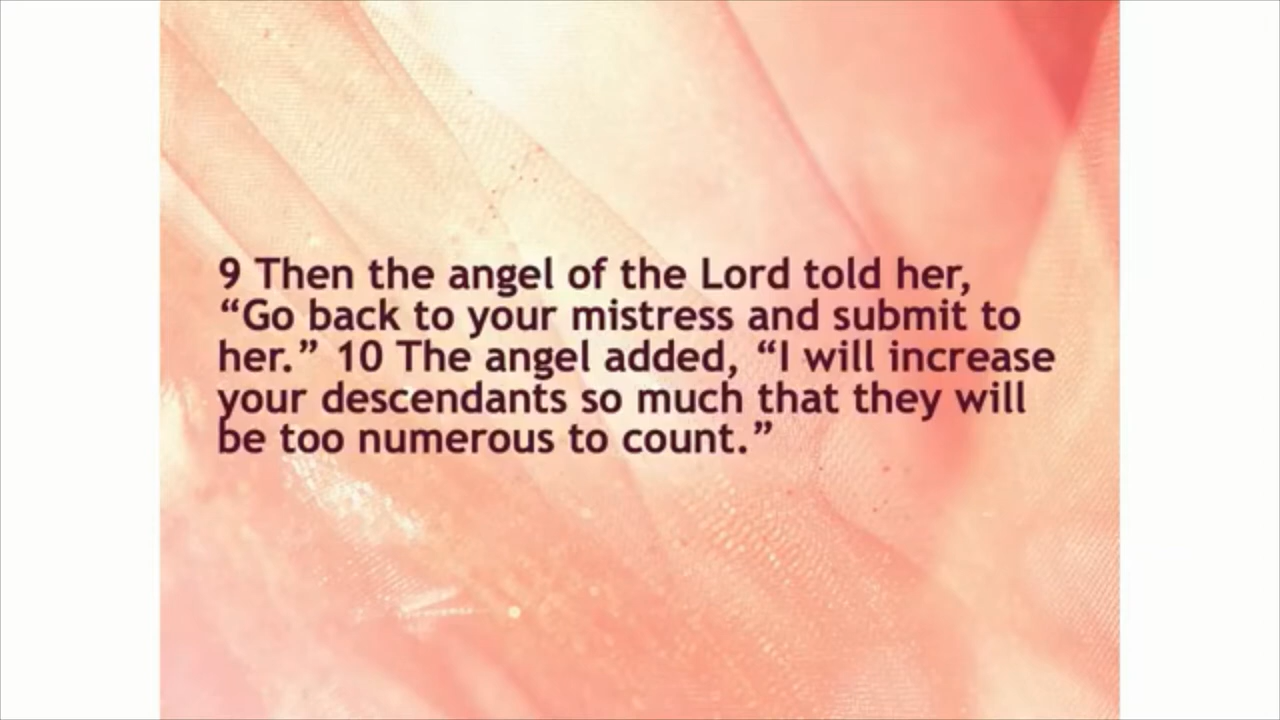 9 Then the angel of the Lord told her,
“Go back to your mistress and submit to
her.” 10 The angel added, “I will increase
your descendants so much that they will
be too numerous to count.”